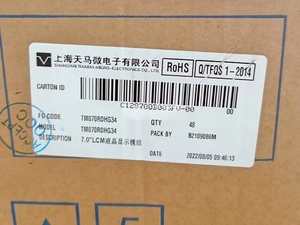 上海天马微电子有限公司
SHANGHAI TIANMA MICRO-ELECTRONICS CO.,LTD
RoHS
Q/TFQS 1-2014
CARTON ID
FG CODE TM070RDHG34 QTY 48
MODEL TM070RDHG34 PACK BY B2109086M
DESC 7.0"LCM液晶显示模组
DATE 2022/08/05 09:46:13